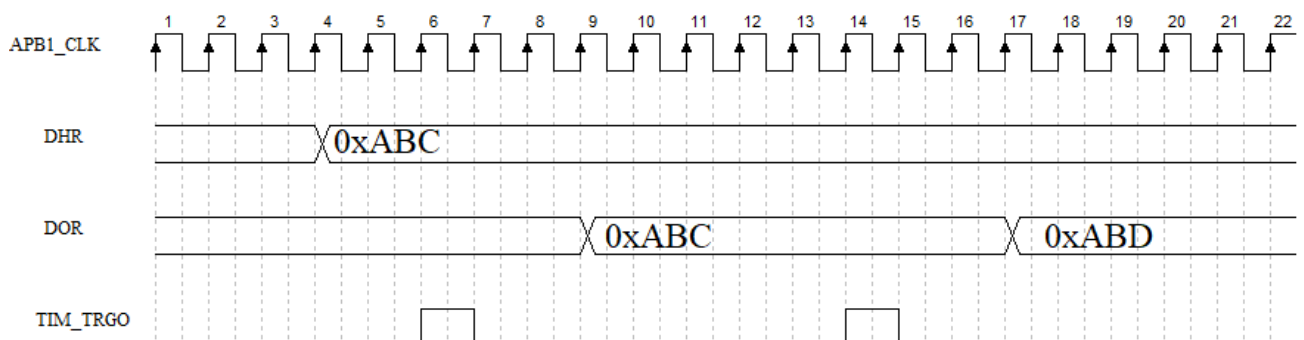 1 2 3 4 5 6 7 8 9 10 11 12 13 14 15 16 17 18 19 20 21 22
APB1_CLK
DHR 0xABC
DOR 0xABC 0xABD
TIM_TRGO